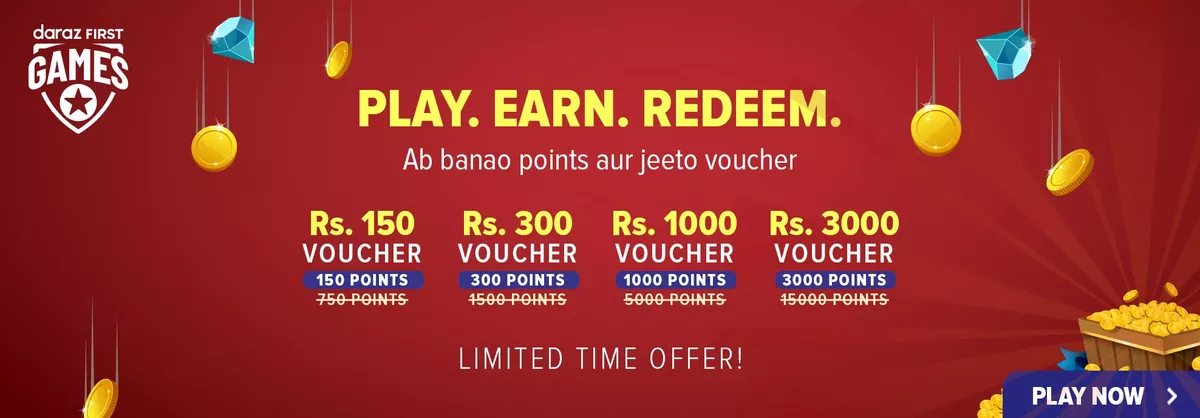 daraz FIRST
GAMES
PLAY. EARN. REDEEM.
Ab banao points aur jeeto voucher
Rs. 150 Rs. 300 Rs. 1000 Rs. 3000
VOUCHER VOUCHER VOUCHER VOUCHER
150 POINTS 300 POINTS 1000 POINTS 3000 POINTS
750 POINTS 1500 POINTS 5000 POINTS 15000 POINTS
LIMITED TIME OFFER!
PLAY NOW